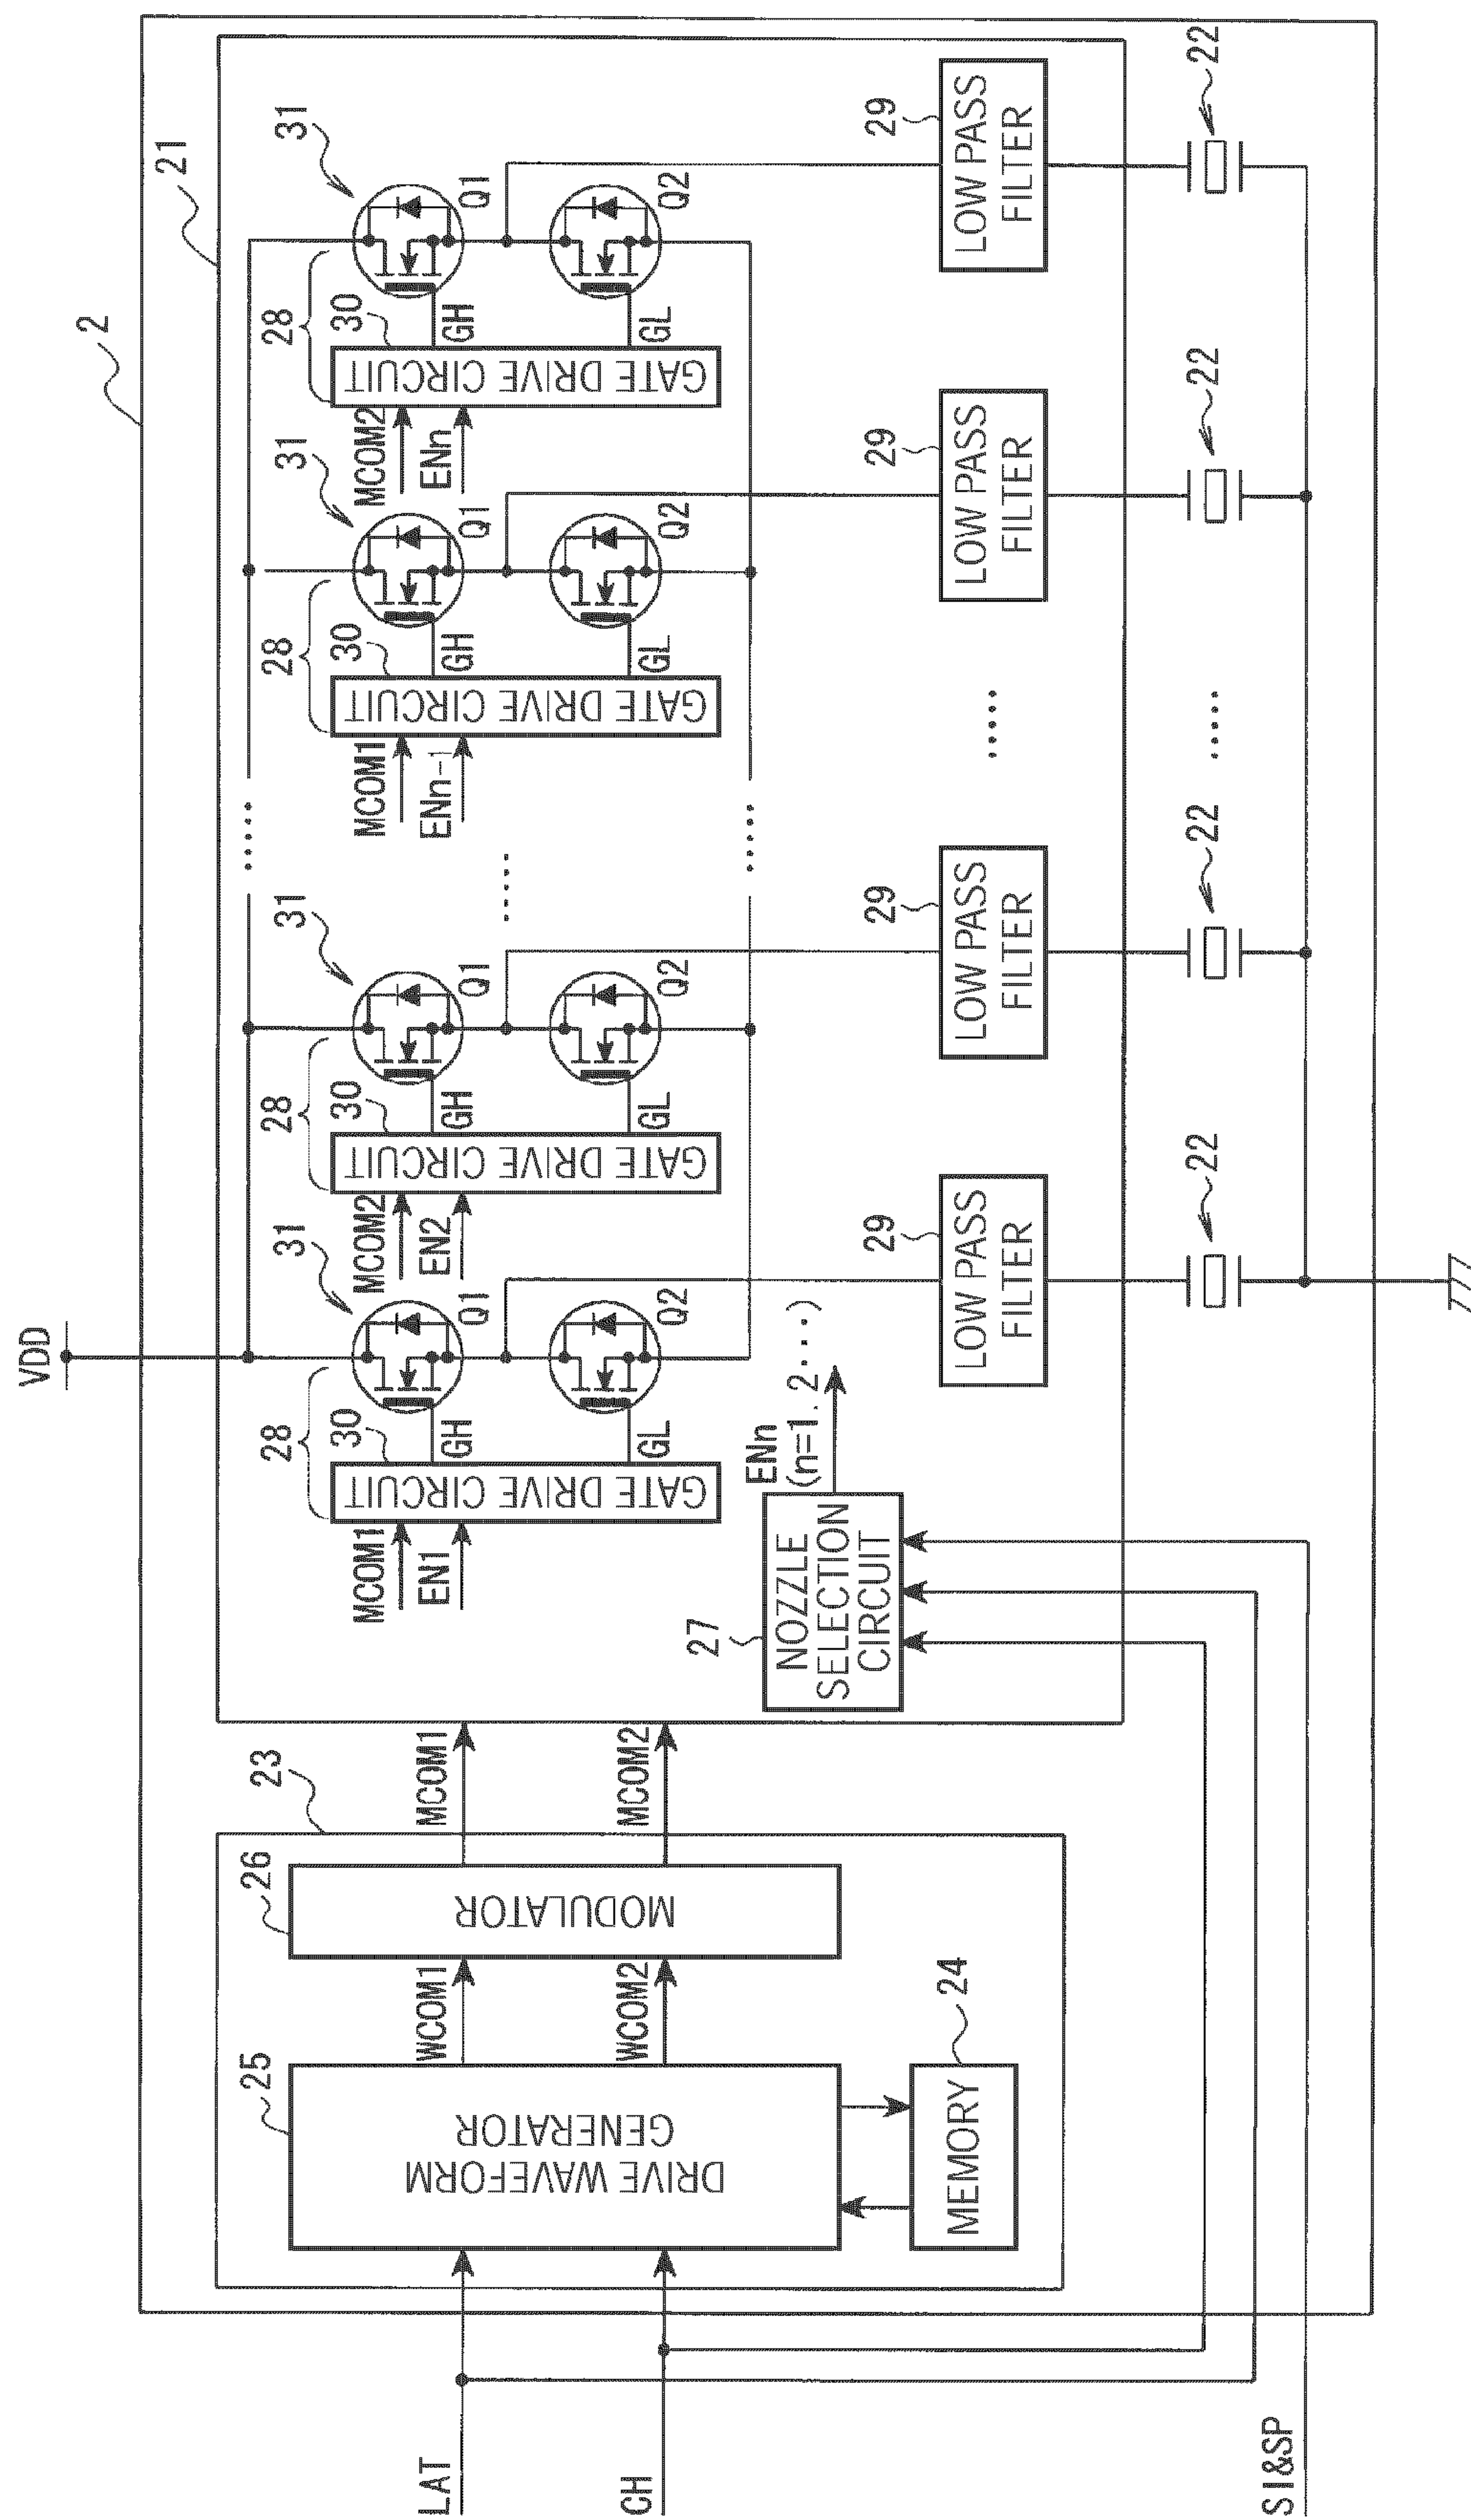 VDD
2
21
28
30
31
GATE DRIVE CIRCUIT
MCOM1
EN1
GH
GL
Q1
Q2
28
30
31
GATE DRIVE CIRCUIT
MCOM2
EN2
GH
GL
Q1
Q2
28
30
31
GATE DRIVE CIRCUIT
MCOM1
ENn-1
GH
GL
Q1
Q2
28
30
31
GATE DRIVE CIRCUIT
MCOM2
ENn
GH
GL
Q1
Q2
.....
.....
.....
23
25
DRIVE WAVEFORM
GENERATOR
WCOM1
WCOM2
26
MODULATOR
MCOM1
MCOM2
24
MEMORY
27
NOZZLE
SELECTION
CIRCUIT
ENn
(n=1. 2···)
29
LOW PASS
FILTER
29
LOW PASS
FILTER
.....
29
LOW PASS
FILTER
29
LOW PASS
FILTER
22
22
.....
22
22
LAT
CH
SI&SP